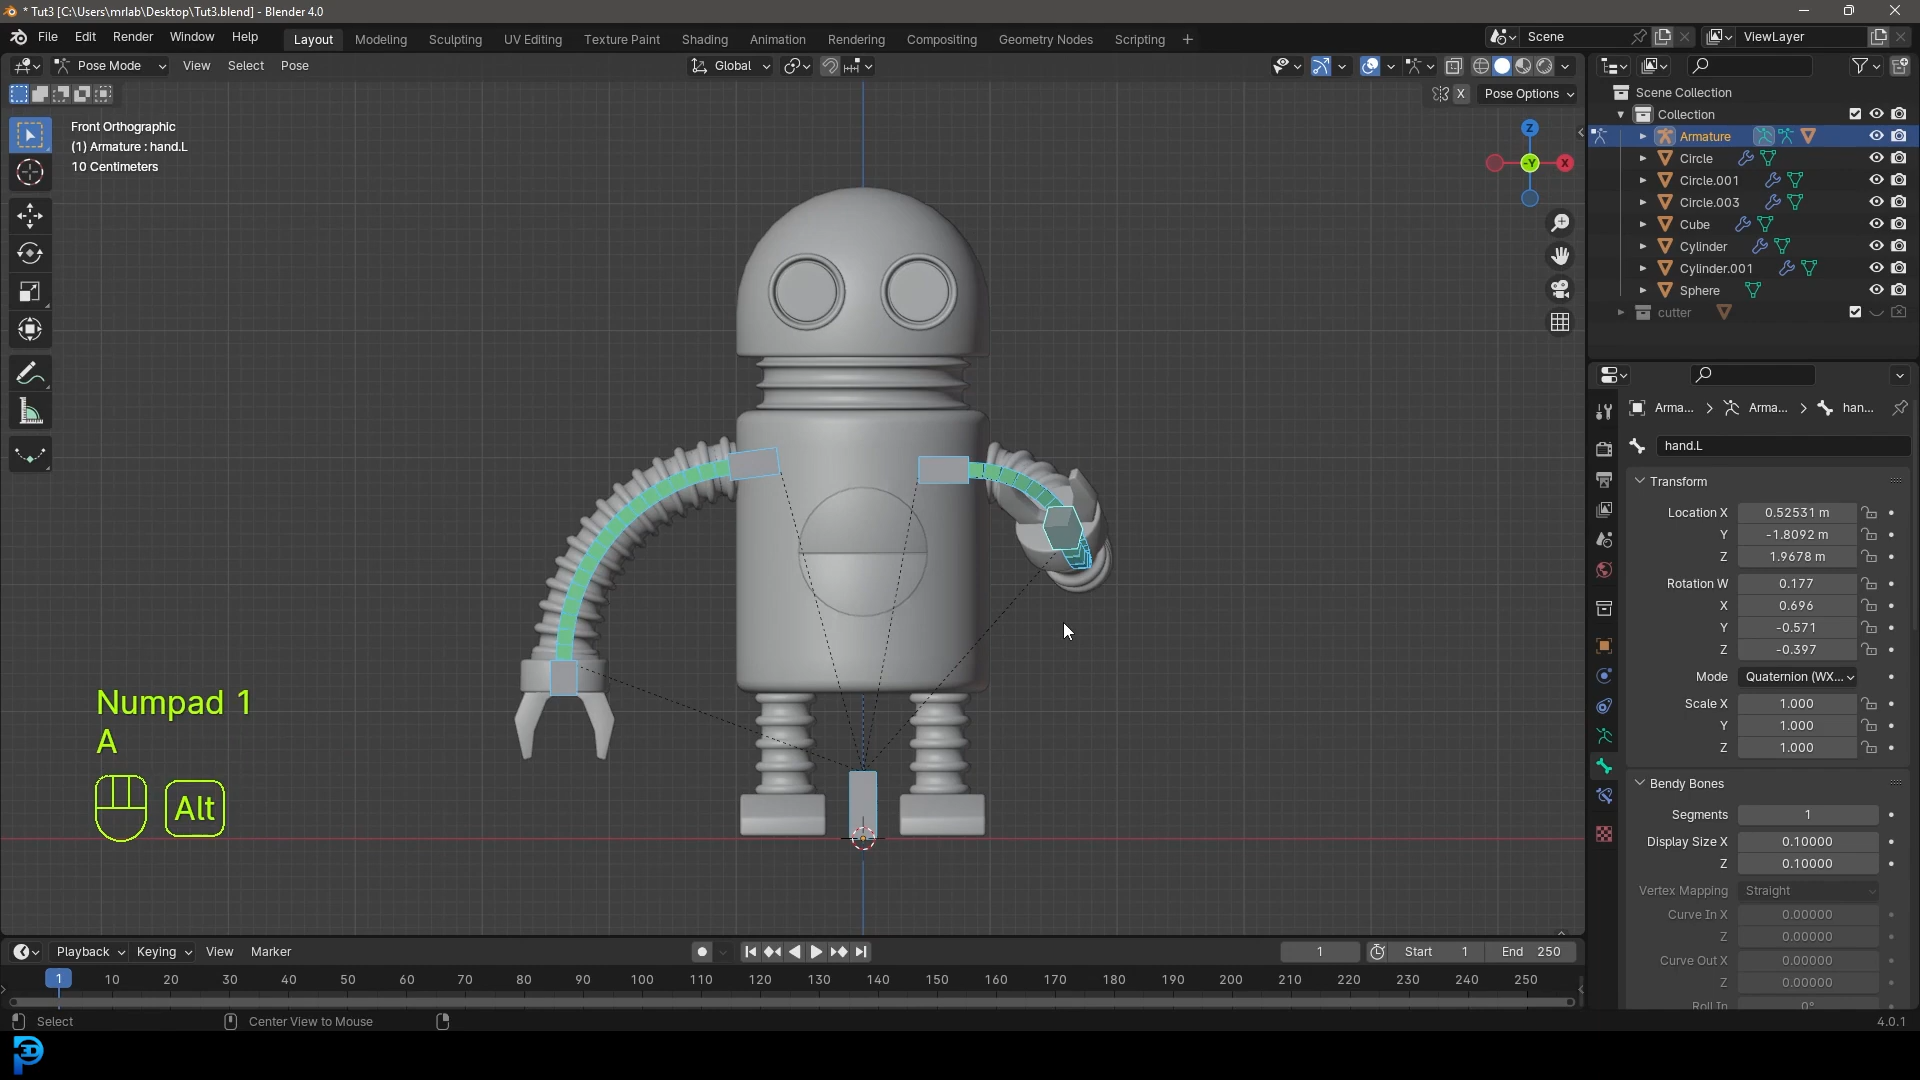 * Tut3 [C:\Users\mrlab\Desktop\Tut3.blend] - Blender 4.0
File Edit Render Window Help Layout Modeling Sculpting UV Editing Texture Paint Shading Animation Rendering Compositing Geometry Nodes Scripting + Scene ViewLayer
Pose Mode View Select Pose Global
X Pose Options
Front Orthographic
(1) Armature : hand.L
10 Centimeters
Z
-Y X
Scene Collection
Collection
Armature
Circle
Circle.001
Circle.003
Cube
Cylinder
Cylinder.001
Sphere
cutter
Arma... Arma... han...
hand.L
Transform
Location X 0.52531 m
Y -1.8092 m
Z 1.9678 m
Rotation W 0.177
X 0.696
Y -0.571
Z -0.397
Mode Quaternion (WX...
Scale X 1.000
Y 1.000
Z 1.000
Bendy Bones
Segments 1
Display Size X 0.10000
Z 0.10000
Vertex Mapping Straight
Curve In X 0.00000
Z 0.00000
Curve Out X 0.00000
Z 0.00000
Roll In 0°
Numpad 1
A
Alt
Playback Keying View Marker 1 Start 1 End 250
1 10 20 30 40 50 60 70 80 90 100 110 120 130 140 150 160 170 180 190 200 210 220 230 240 250
Select Center View to Mouse 4.0.1
3D